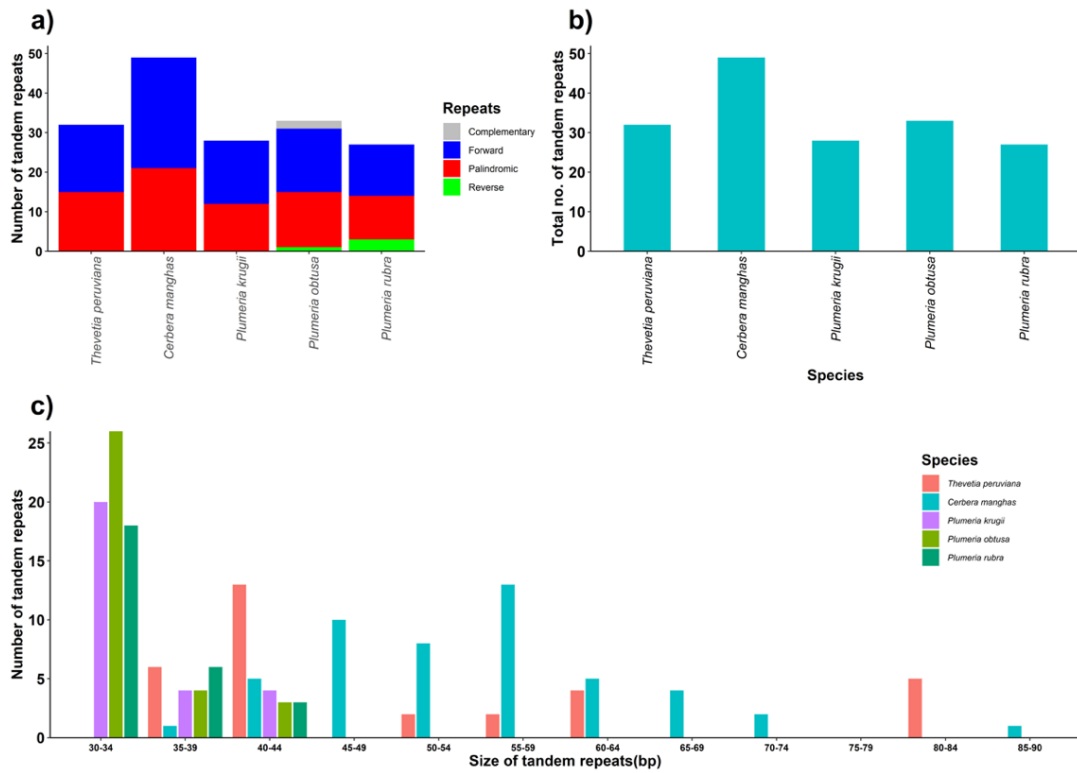 a)
Number of tandem repeats
50
40
30
20
10
0
Thevetia peruviana
Cerbera manghas
Plumeria krugii
Plumeria obtusa
Plumeria rubra
Repeats
Complementary
Forward
Palindromic
Reverse
b)
Total no. of tandem repeats
50
40
30
20
10
0
Thevetia peruviana
Cerbera manghas
Plumeria krugii
Plumeria obtusa
Plumeria rubra
Species
c)
Number of tandem repeats
25
20
15
10
5
0
30-34 35-39 40-44 45-49 50-54 55-59 60-64 65-69 70-74 75-79 80-84 85-90
Size of tandem repeats(bp)
Species
Thevetia peruviana
Cerbera manghas
Plumeria krugii
Plumeria obtusa
Plumeria rubra